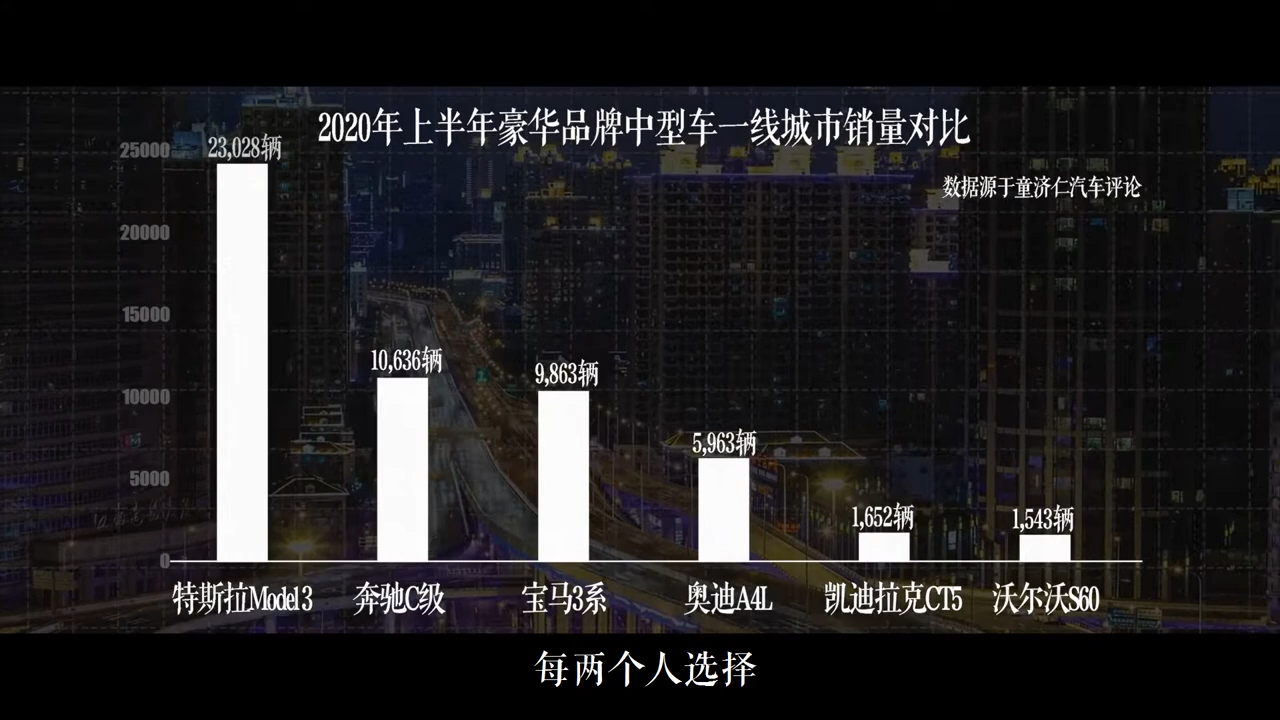 2020年上半年豪华品牌中型车一线城市销量对比
数据源于童济仁汽车评论
25000
20000
15000
10000
5000
0
23,028辆
10,636辆
9,863辆
5,963辆
1,652辆
1,543辆
特斯拉Model 3
奔驰C级
宝马3系
奥迪A4L
凯迪拉克CT5
沃尔沃S60
每两个人选择